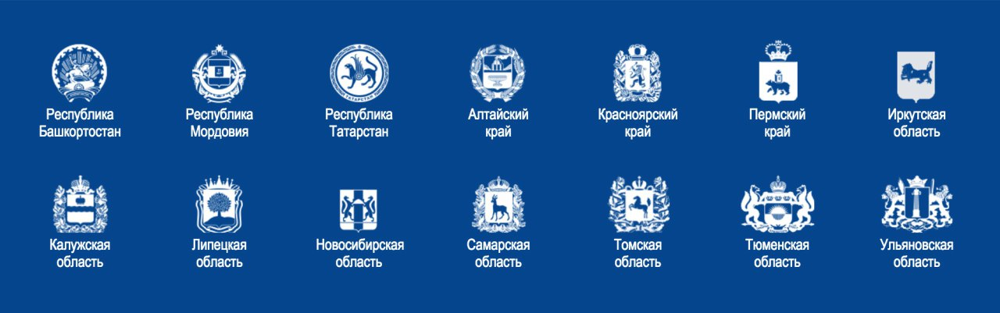 ТАТАРСТАН
Республика
Башкортостан
Республика
Мордовия
Республика
Татарстан
Алтайский
край
Красноярский
край
Пермский
край
Иркутская
область
Калужская
область
Липецкая
область
Новосибирская
область
Самарская
область
Томская
область
Тюменская
область
Ульяновская
область